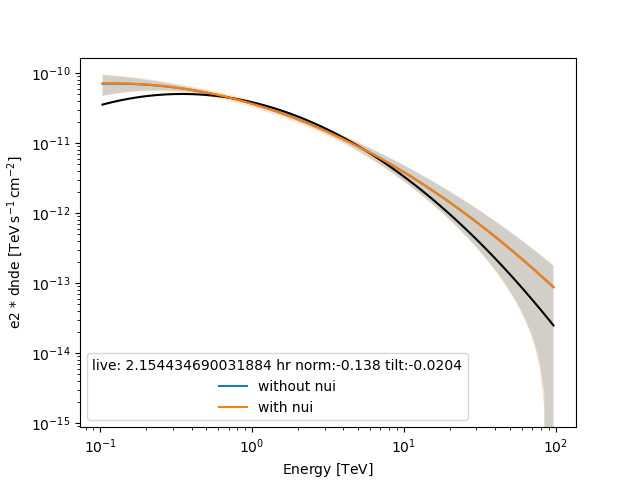 10⁻¹⁰
10⁻¹¹
10⁻¹²
10⁻¹³
10⁻¹⁴
10⁻¹⁵
e2 * dnde [TeV s⁻¹ cm⁻²]
live: 2.154434690031884 hr norm:-0.138 tilt:-0.0204
without nui
with nui
10⁻¹ 10⁰ 10¹ 10²
Energy [TeV]